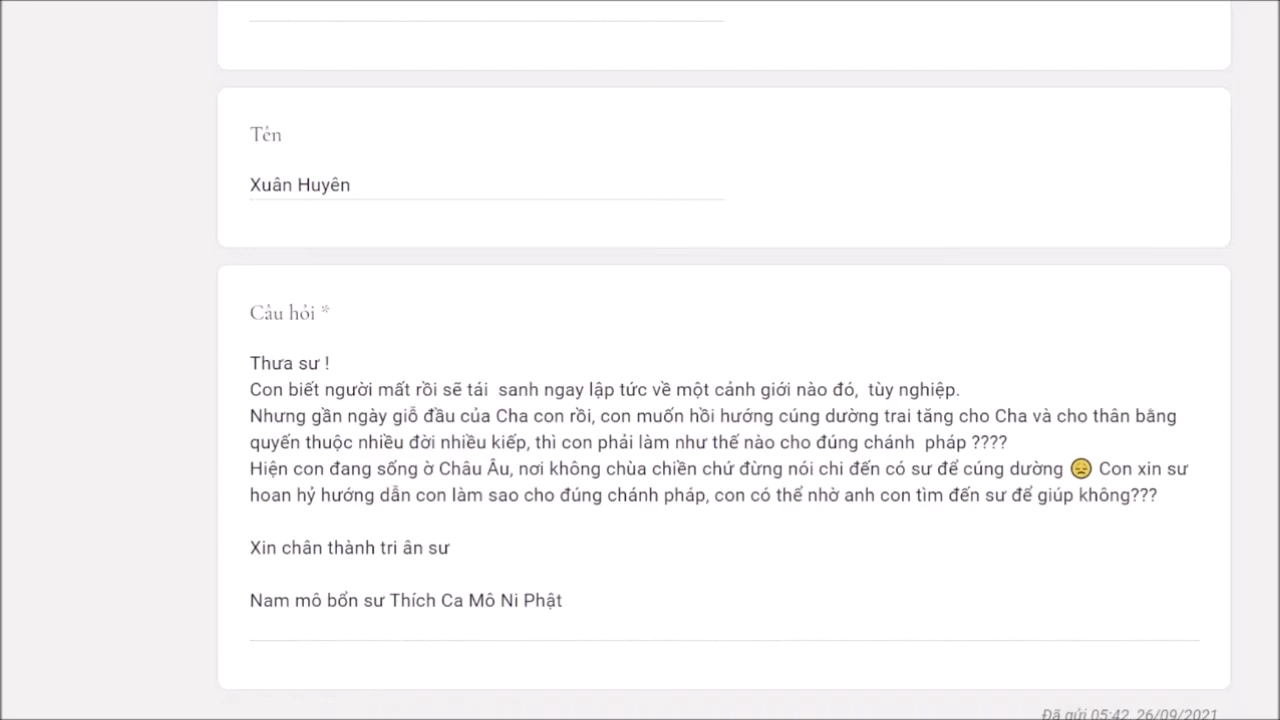 Tên
Xuân Huyên
Câu hỏi *
Thưa sư !
Con biết người mất rồi sẽ tái  sanh ngay lập tức về một cảnh giới nào đó,  tùy nghiệp.
Nhưng gần ngày giỗ đầu của Cha con rồi, con muốn hồi hướng cúng dường trai tăng cho Cha và cho thân bằng
quyến thuộc nhiều đời nhiều kiếp, thì con phải làm như thế nào cho đúng chánh  pháp ????
Hiện con đang sống ờ Châu Âu, nơi không chùa chiền chứ đừng nói chi đến có sư để cúng dường 😔 Con xin sư
hoan hỷ hướng dẫn con làm sao cho đúng chánh pháp, con có thể nhờ anh con tìm đến sư để giúp không???
Xin chân thành tri ân sư
Nam mô bổn sư Thích Ca Mô Ni Phật
Đã gửi 05:42, 26/09/2021